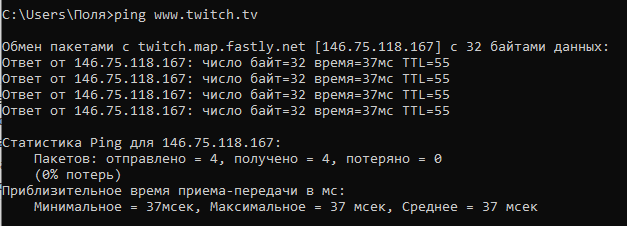 C:\Users\Поля>ping www.twitch.tv
Обмен пакетами с twitch.map.fastly.net [146.75.118.167] с 32 байтами данных:
Ответ от 146.75.118.167: число байт=32 время=37мс TTL=55
Ответ от 146.75.118.167: число байт=32 время=37мс TTL=55
Ответ от 146.75.118.167: число байт=32 время=37мс TTL=55
Ответ от 146.75.118.167: число байт=32 время=37мс TTL=55
Статистика Ping для 146.75.118.167:
Пакетов: отправлено = 4, получено = 4, потеряно = 0
(0% потерь)
Приблизительное время приема-передачи в мс:
Минимальное = 37мсек, Максимальное = 37 мсек, Среднее = 37 мсек